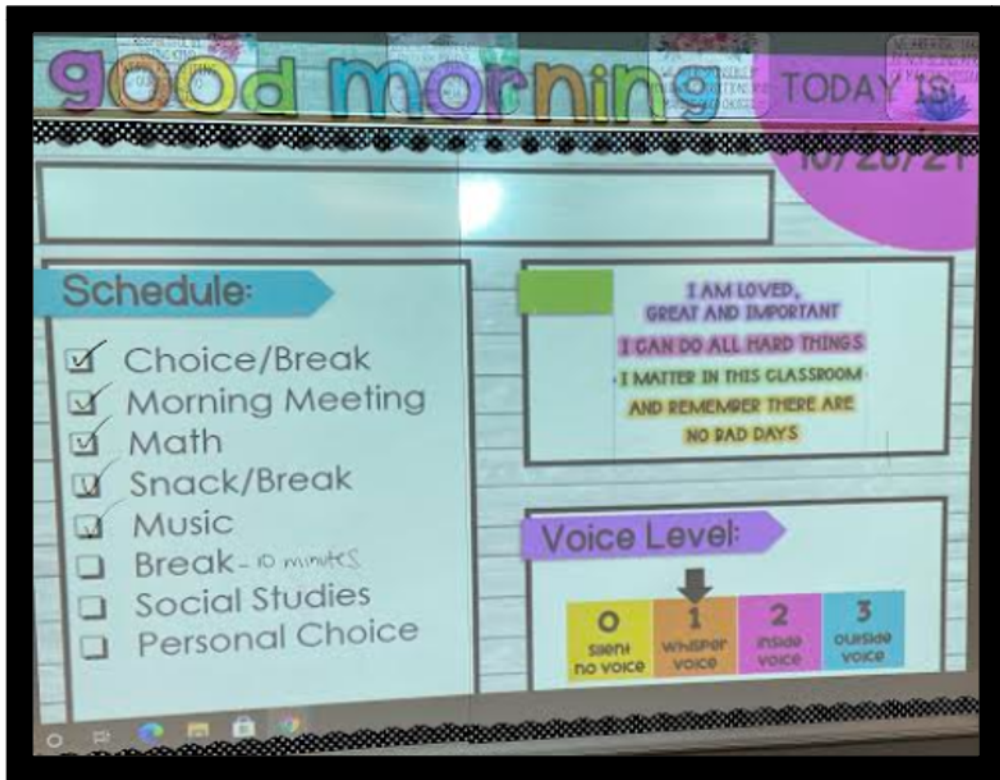 good morning
TODAY IS:
Schedule:
Choice/Break
Morning Meeting
Math
Snack/Break
Music
Break - 10 minutes
Social Studies
Personal Choice
I AM LOVED,
GREAT AND IMPORTANT
I CAN DO ALL HARD THINGS
I MATTER IN THIS CLASSROOM
AND REMEMBER THERE ARE
NO BAD DAYS
Voice Level:
0
silent
no voice
1
whisper
voice
2
inside
voice
3
outside
voice